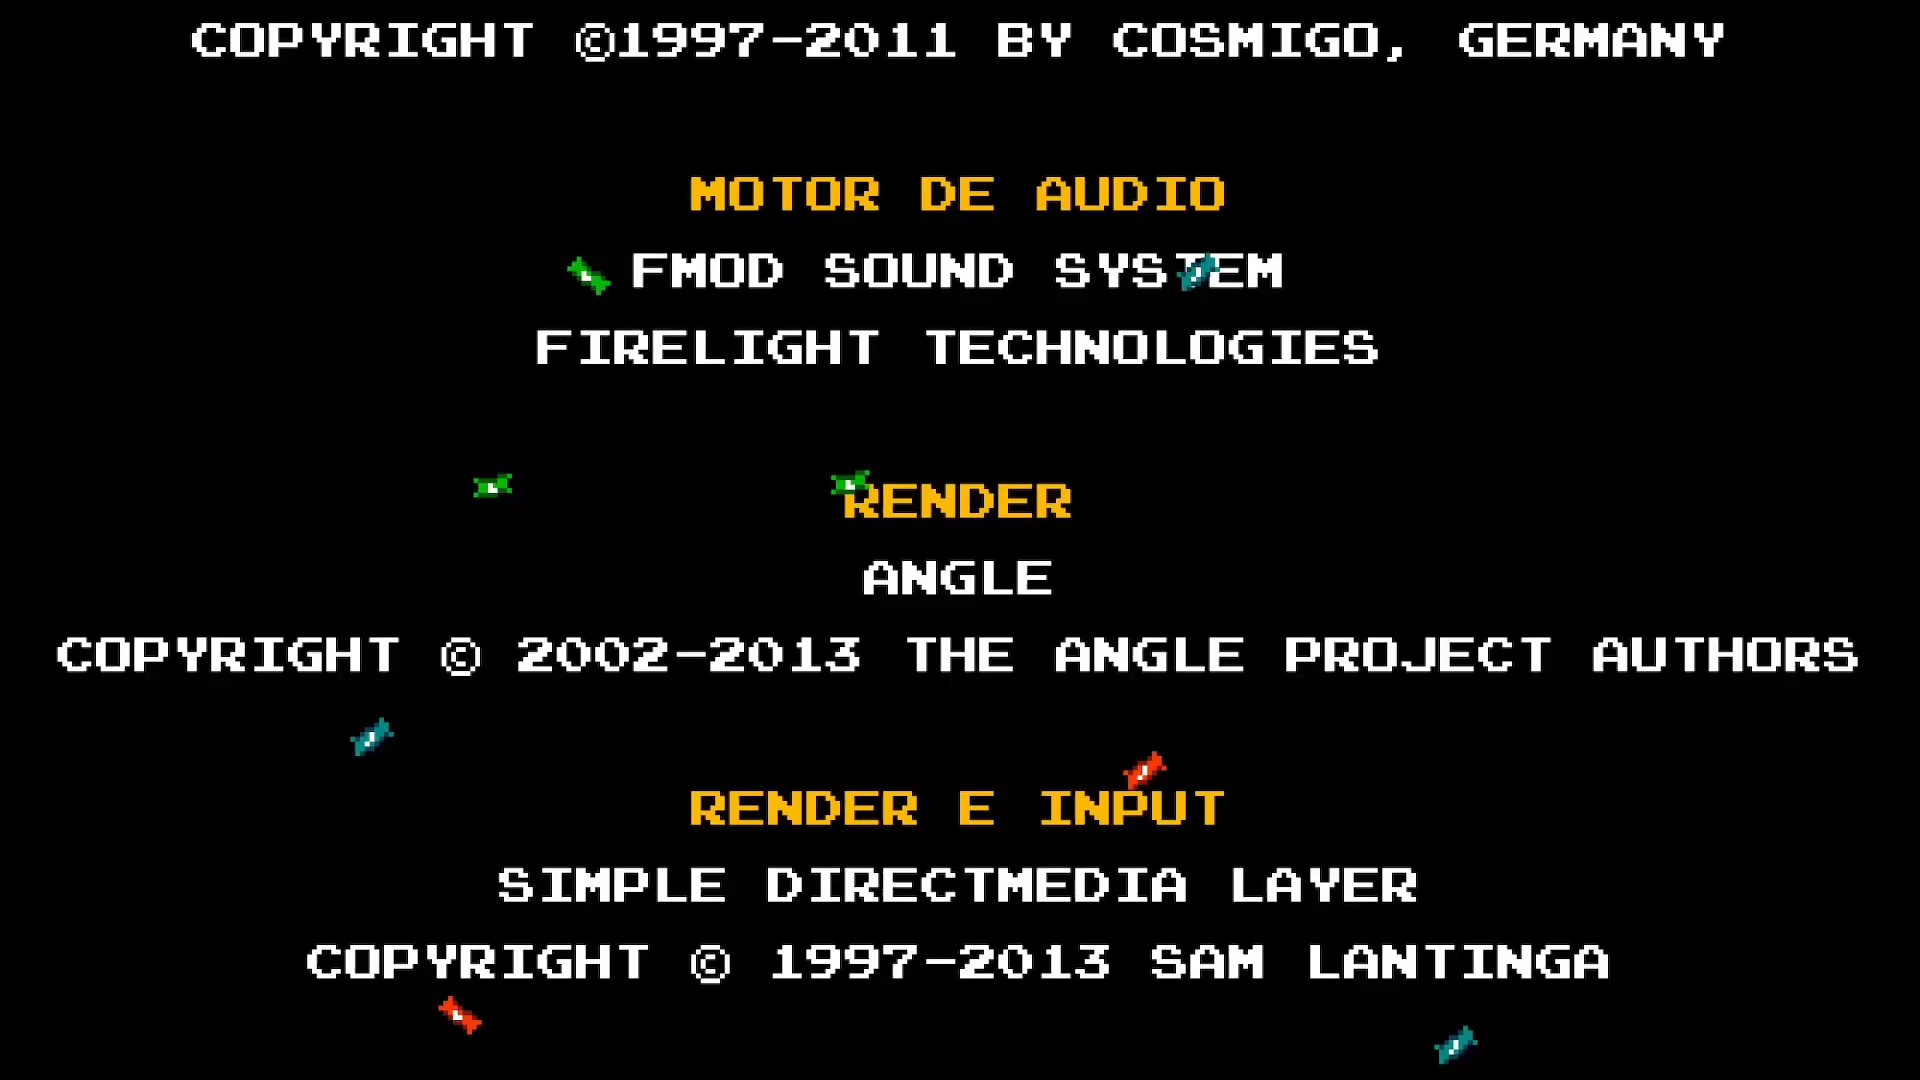 COPYRIGHT ©1997-2011 BY COSMIGO, GERMANY
MOTOR DE AUDIO
FMOD SOUND SYSTEM
FIRELIGHT TECHNOLOGIES
RENDER
ANGLE
COPYRIGHT © 2002-2013 THE ANGLE PROJECT AUTHORS
RENDER E INPUT
SIMPLE DIRECTMEDIA LAYER
COPYRIGHT © 1997-2013 SAM LANTINGA